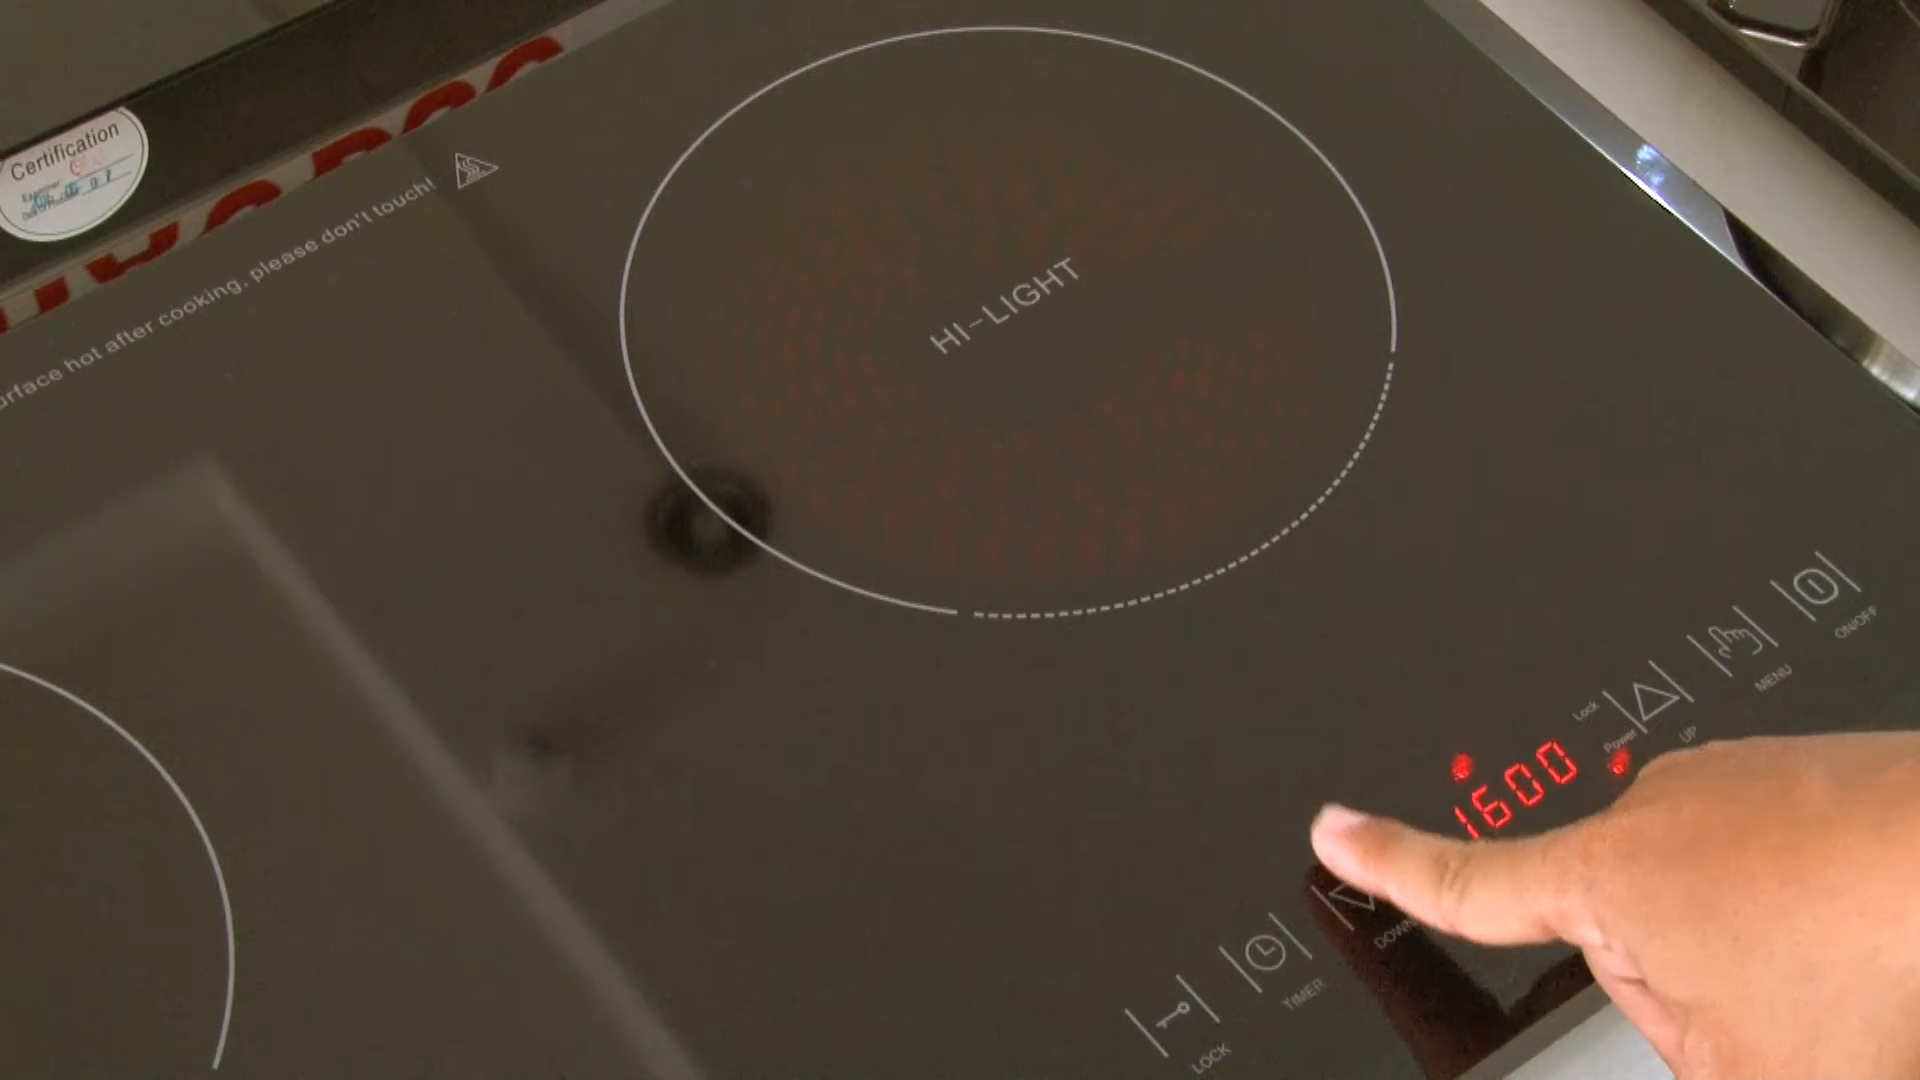 Certification
urface hot after cooking, please don't touch!
HI-LIGHT
ON/OFF
MENU
UP
Lock
Power
1600
DOWN
TIMER
LOCK